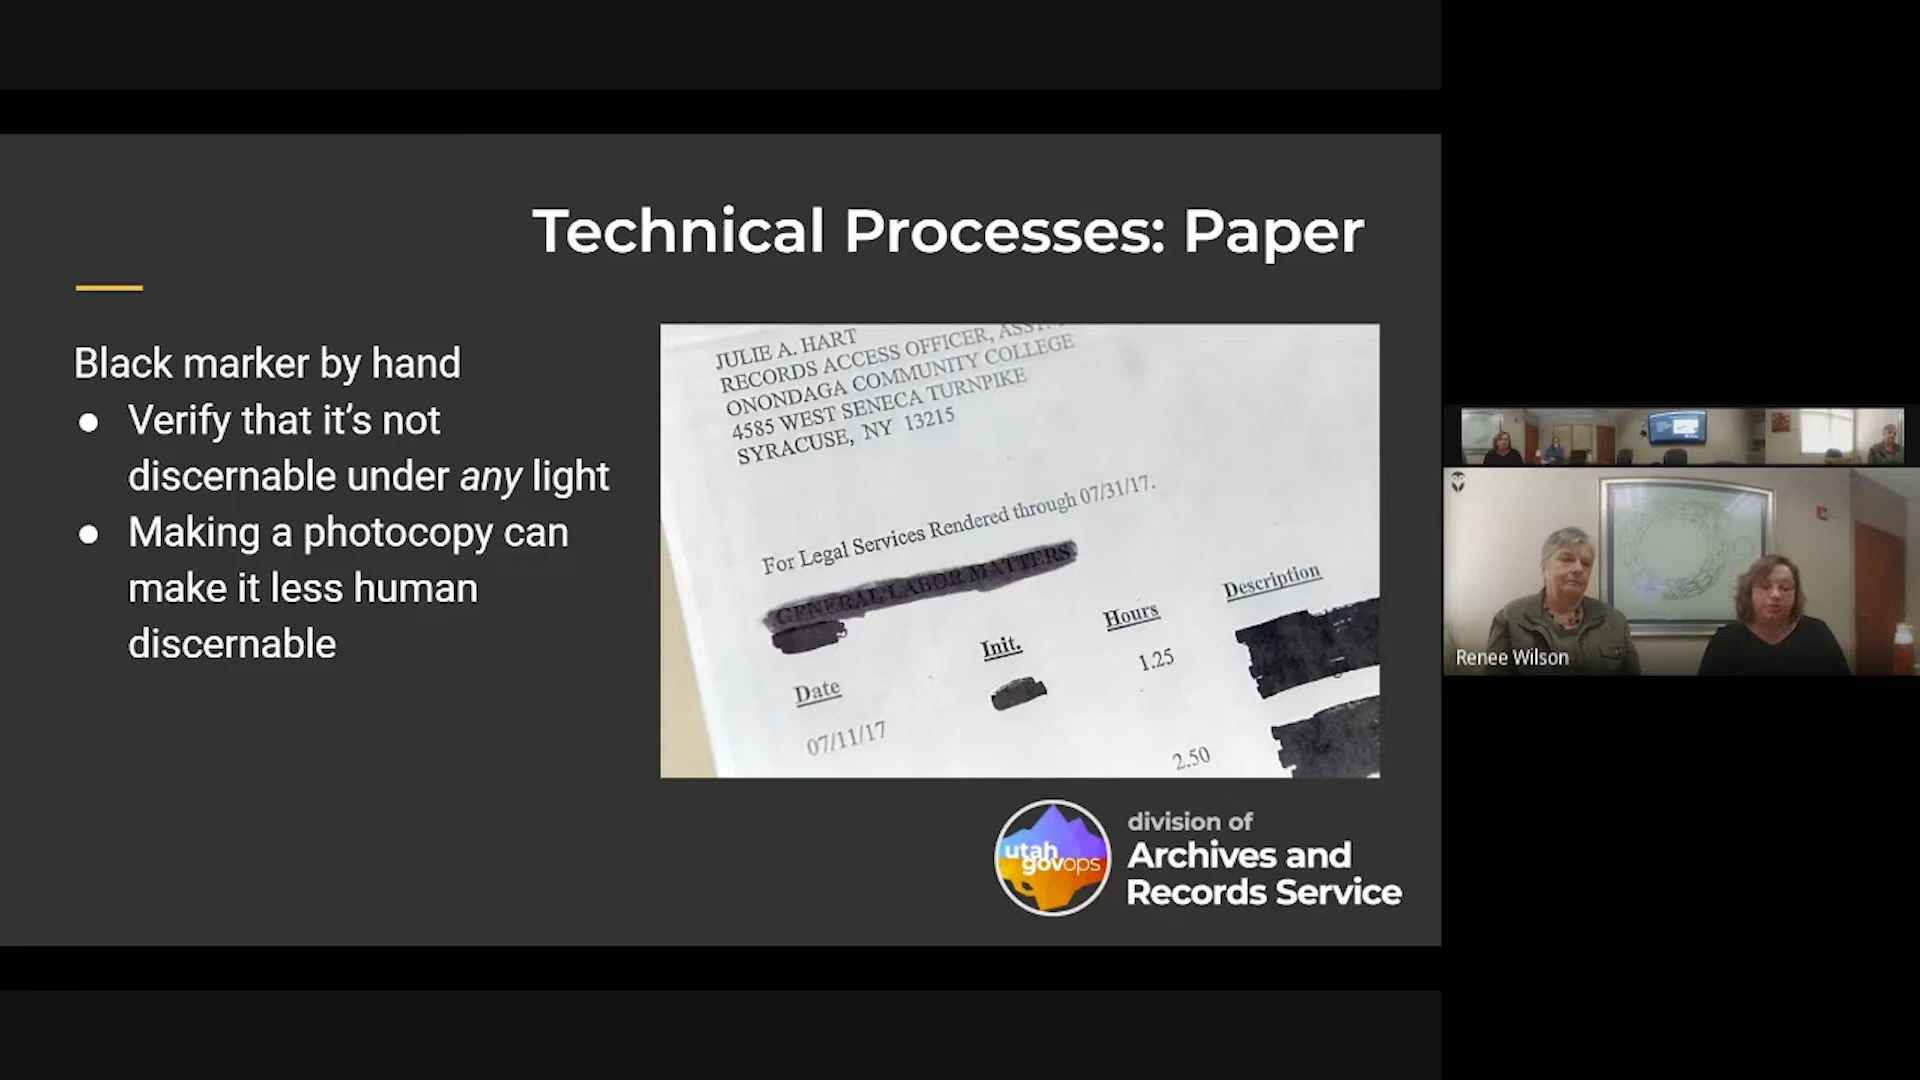 Technical Processes: Paper
Black marker by hand
● Verify that it's not
discernable under any light
● Making a photocopy can
make it less human
discernable
JULIE A. HART
RECORDS ACCESS OFFICER, ASST.
ONONDAGA COMMUNITY COLLEGE
4585 WEST SENECA TURNPIKE
SYRACUSE, NY 13215
For Legal Services Rendered through 07/31/17.
GENERAL LABOR MATTERS
Date Init. Hours Description
07/11/17 1.25
2.50
utah
govops
division of
Archives and
Records Service
Renee Wilson